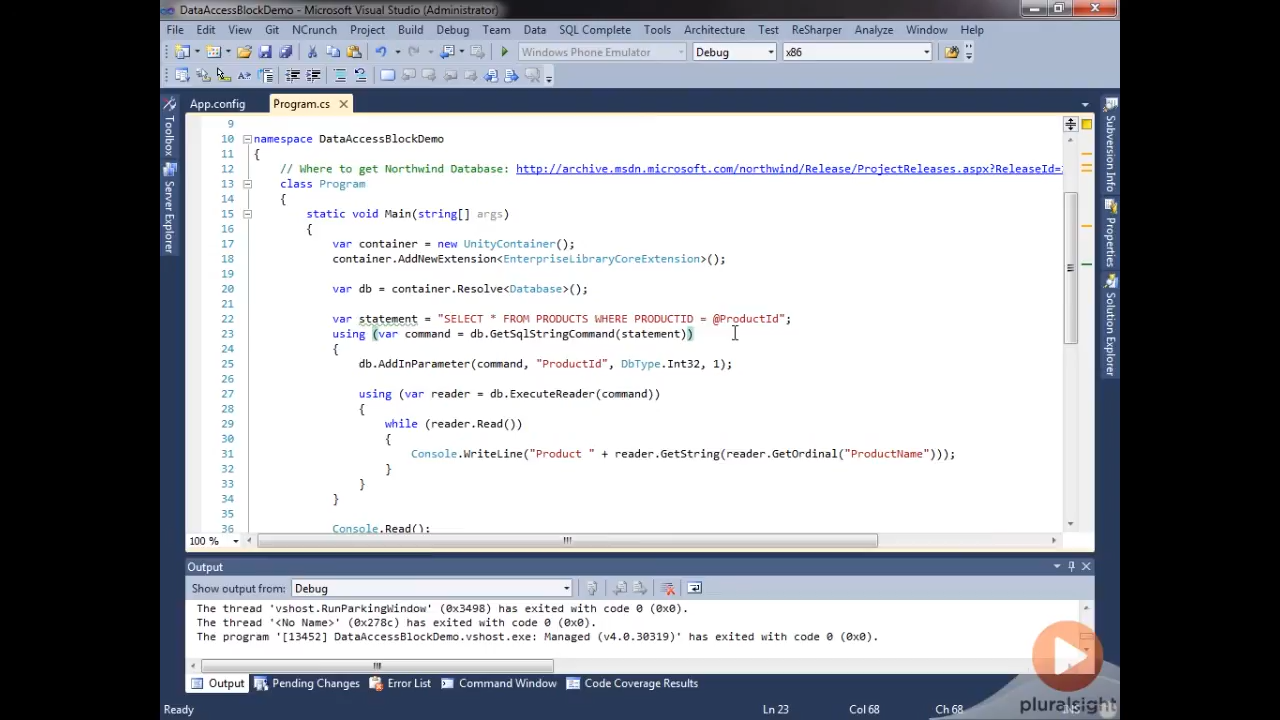 DataAccessBlockDemo - Microsoft Visual Studio (Administrator)
File Edit View Git NCrunch Project Build Debug Team Data SQL Complete Tools Architecture Test ReSharper Analyze Window Help
Windows Phone Emulator Debug x86
App.config Program.cs
Toolbox
Server Explorer
9
10 namespace DataAccessBlockDemo
11 {
12 // Where to get Northwind Database: http://archive.msdn.microsoft.com/northwind/Release/ProjectReleases.aspx?ReleaseId=
13 class Program
14 {
15 static void Main(string[] args)
16 {
17 var container = new UnityContainer();
18 container.AddNewExtension<EnterpriseLibraryCoreExtension>();
19
20 var db = container.Resolve<Database>();
21
22 var statement = "SELECT * FROM PRODUCTS WHERE PRODUCTID = @ProductId";
23 using (var command = db.GetSqlStringCommand(statement))
24 {
25 db.AddInParameter(command, "ProductId", DbType.Int32, 1);
26
27 using (var reader = db.ExecuteReader(command))
28 {
29 while (reader.Read())
30 {
31 Console.WriteLine("Product " + reader.GetString(reader.GetOrdinal("ProductName")));
32 }
33 }
34 }
35
36 Console.Read();
Subversion Info
Properties
Solution Explorer
100 %
Output
Show output from: Debug
The thread 'vshost.RunParkingWindow' (0x3498) has exited with code 0 (0x0).
The thread '<No Name>' (0x278c) has exited with code 0 (0x0).
The program '[13452] DataAccessBlockDemo.vshost.exe: Managed (v4.0.30319)' has exited with code 0 (0x0).
Output Pending Changes Error List Command Window Code Coverage Results
pluralsight
Ready Ln 23 Col 68 Ch 68 INS